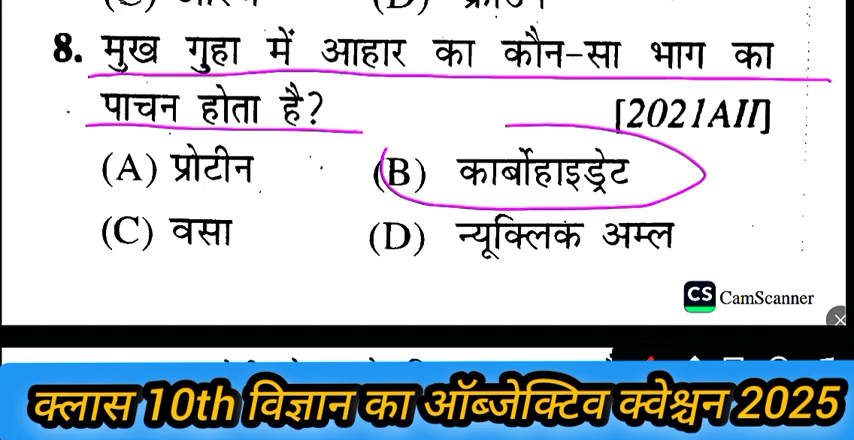 8. मुख गुहा में आहार का कौन-सा भाग का
पाचन होता है? [2021AII]
(A) प्रोटीन (B) कार्बोहाइड्रेट
(C) वसा (D) न्यूक्लिक अम्ल
CS CamScanner
क्लास 10th विज्ञान का ऑब्जेक्टिव क्वेश्चन 2025